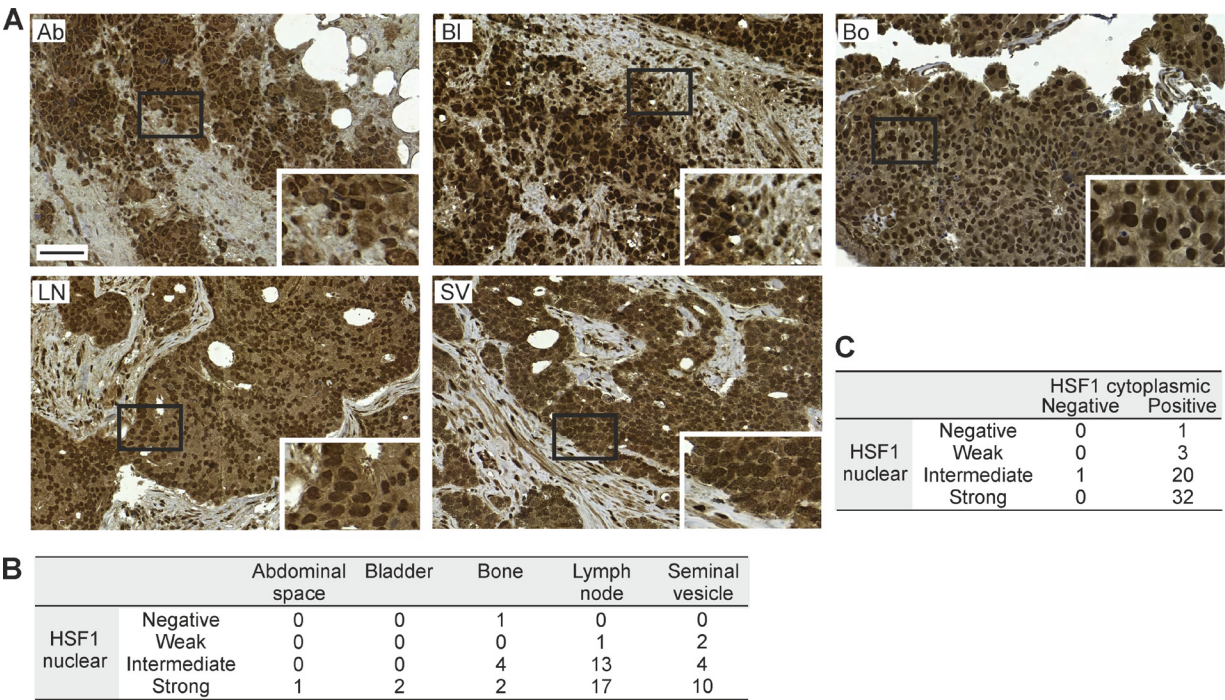 A
Ab
Bl
Bo
LN
SV
C
HSF1 cytoplasmic
Negative Positive
HSF1 nuclear
Negative 0 1
Weak 0 3
Intermediate 1 20
Strong 0 32
B
Abdominal space Bladder Bone Lymph node Seminal vesicle
HSF1 nuclear
Negative 0 0 1 0 0
Weak 0 0 0 1 2
Intermediate 0 0 4 13 4
Strong 1 2 2 17 10